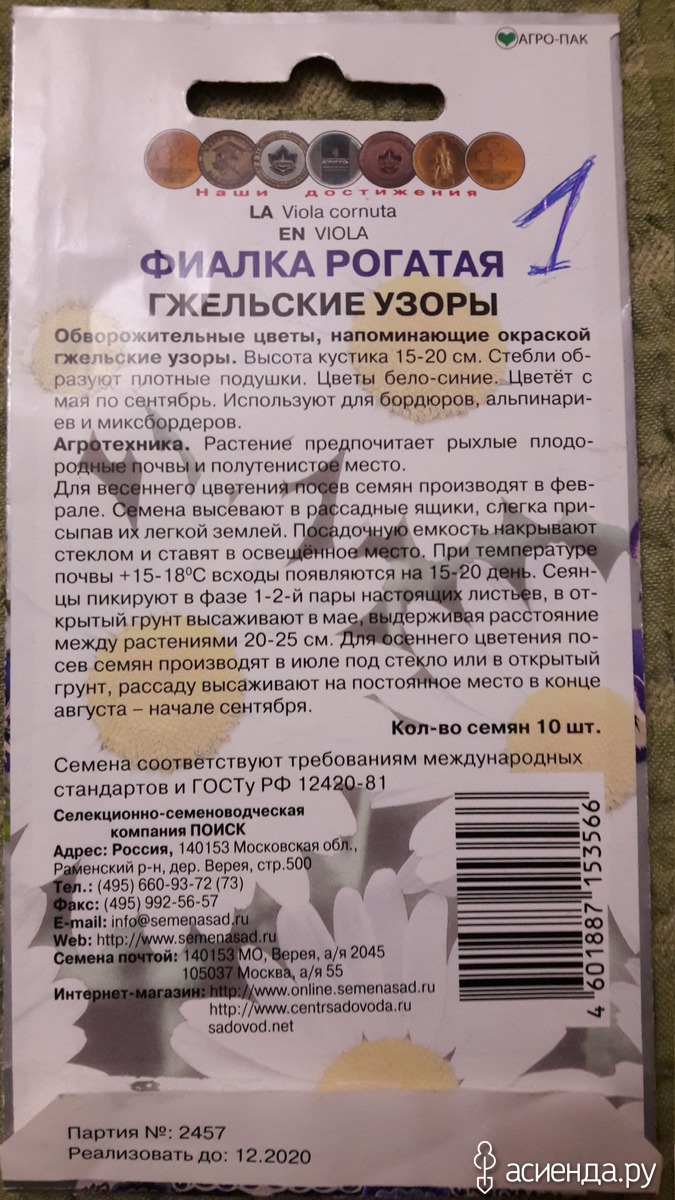 АГРО-ПАК
Наши достижения
1
LA Viola cornuta
EN VIOLA
ФИАЛКА РОГАТАЯ
ГЖЕЛЬСКИЕ УЗОРЫ
Обворожительные цветы, напоминающие окраской
гжельские узоры. Высота кустика 15-20 см. Стебли об-
разуют плотные подушки. Цветы бело-синие. Цветёт с
мая по сентябрь. Используют для бордюров, альпинари-
ев и миксбордеров.
Агротехника. Растение предпочитает рыхлые плодо-
родные почвы и полутенистое место.
Для весеннего цветения посев семян производят в фев-
рале. Семена высевают в рассадные ящики, слегка при-
сыпав их легкой землей. Посадочную емкость накрывают
стеклом и ставят в освещённое место. При температуре
почвы +15-18⁰С всходы появляются на 15-20 день. Сеян-
цы пикируют в фазе 1-2-й пары настоящих листьев, в от-
крытый грунт высаживают в мае, выдерживая расстояние
между растениями 20-25 см. Для осеннего цветения по-
сев семян производят в июле под стекло или в открытый
грунт, рассаду высаживают на постоянное место в конце
августа – начале сентября.
Кол-во семян 10 шт.
Семена соответствуют требованиям международных
стандартов и ГОСТу РФ 12420-81
Селекционно-семеноводческая
компания ПОИСК
Адрес: Россия, 140153 Московская обл.,
Раменский р-н, дер. Верея, стр.500
Тел.: (495) 660-93-72 (73)
Факс: (495) 992-56-57
E-mail: info@semenasad.ru
Web: http://www.semenasad.ru
Семена почтой: 140153 МО, Верея, а/я 2045
105037 Москва, а/я 55
Интернет-магазин: http://www.online.semenasad.ru
http://www.centrsadovoda.ru
sadovod.net
4 601887 153566
Партия №: 2457
Реализовать до: 12.2020
асиенда.ру